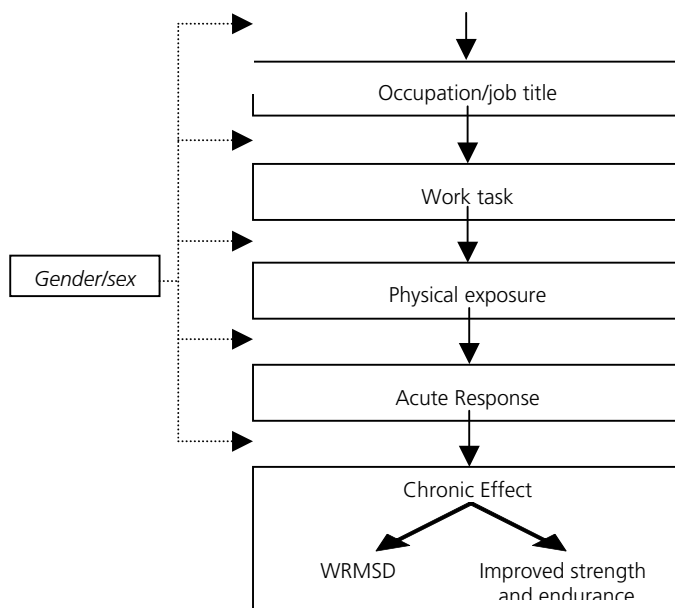 Occupation/job title
Work task
Gender/sex
Physical exposure
Acute Response
Chronic Effect
WRMSD
Improved strength
and endurance